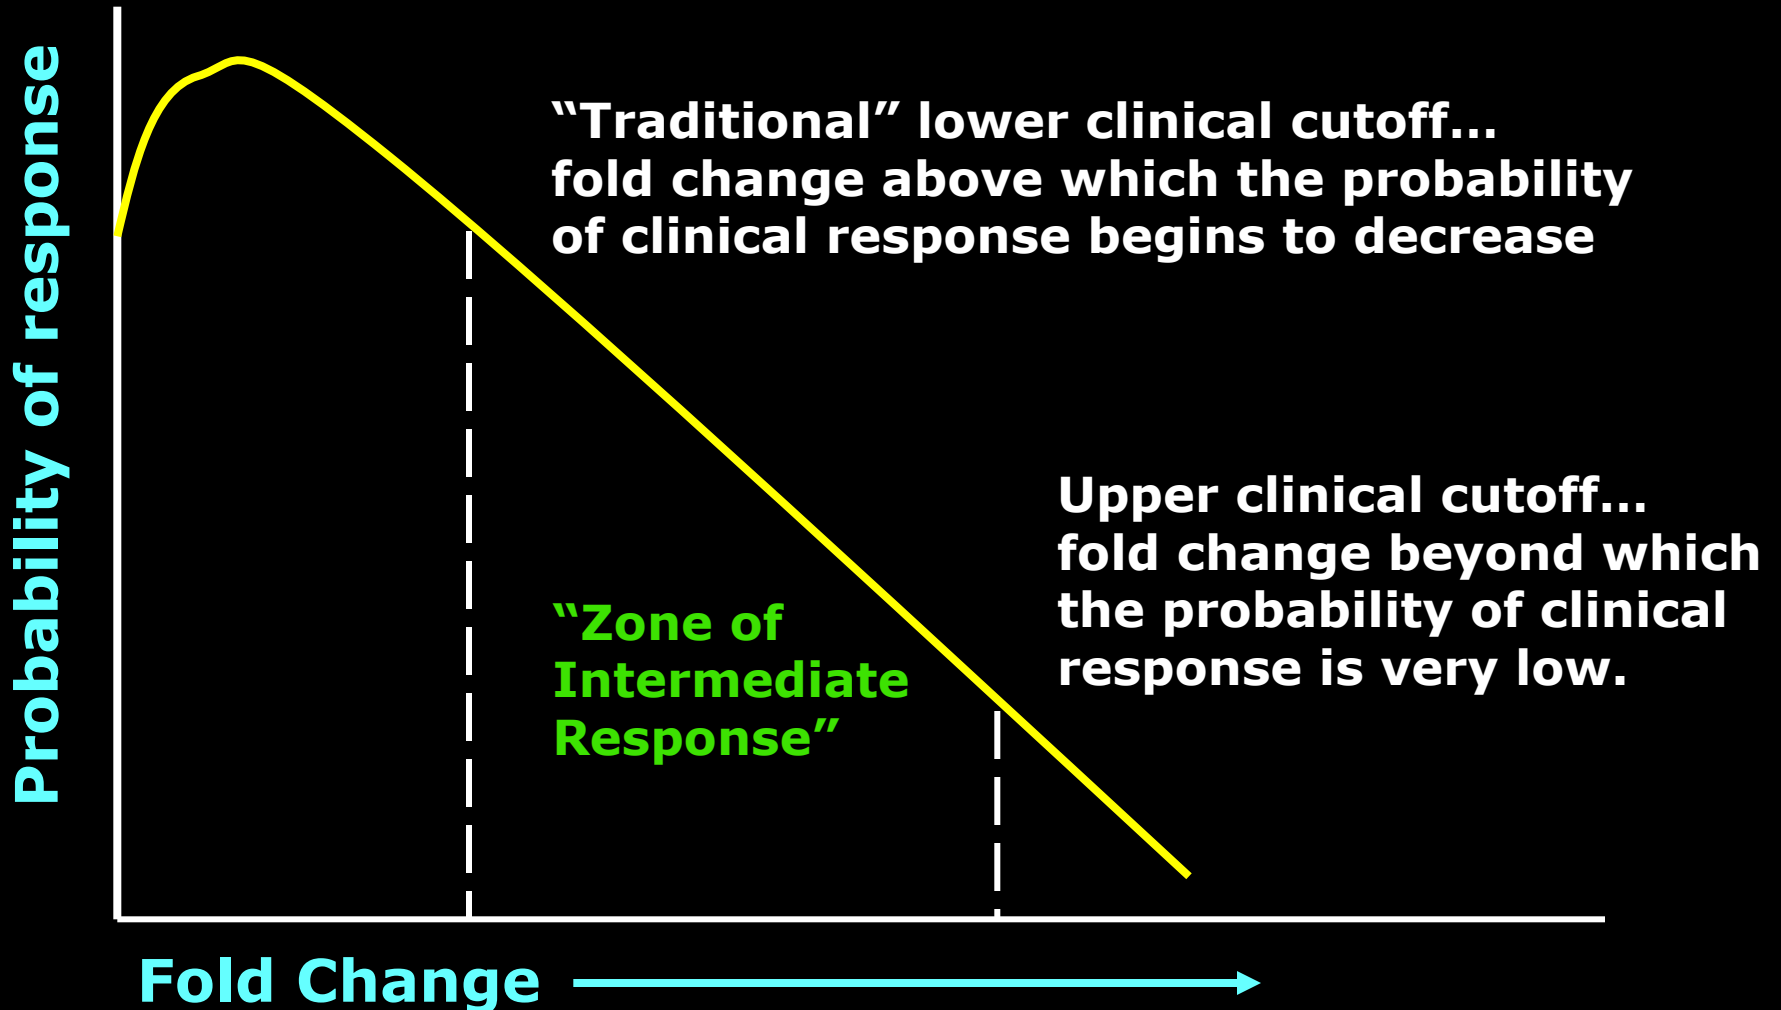 Probability of response
“Traditional” lower clinical cutoff…
fold change above which the probability
of clinical response begins to decrease
Upper clinical cutoff…
fold change beyond which
the probability of clinical
response is very low.
“Zone of
Intermediate
Response”
Fold Change